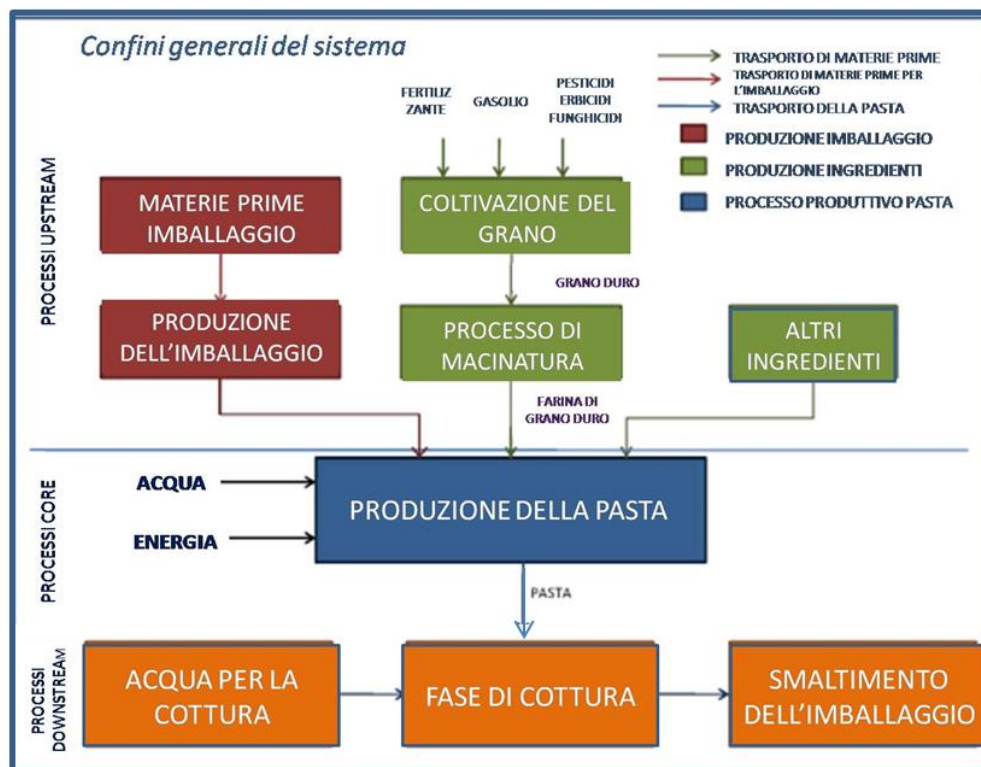 Confini generali del sistema
TRASPORTO DI MATERIE PRIME
TRASPORTO DI MATERIE PRIME PER
L'IMBALLAGGIO
TRASPORTO DELLA PASTA
PRODUZIONE IMBALLAGGIO
PRODUZIONE INGREDIENTI
PROCESSO PRODUTTIVO PASTA
FERTILIZ
ZANTE
GASOLIO
PESTICIDI
ERBICIDI
FUNGHICIDI
PROCESSI UPSTREAM
MATERIE PRIME
IMBALLAGGIO
COLTIVAZIONE DEL
GRANO
GRANO DURO
PRODUZIONE
DELL'IMBALLAGGIO
PROCESSO DI
MACINATURA
ALTRI
INGREDIENTI
FARINA DI
GRANO DURO
PROCESSI CORE
ACQUA
ENERGIA
PRODUZIONE DELLA PASTA
PASTA
PROCESSI
DOWNSTREAM
ACQUA PER LA
COTTURA
FASE DI COTTURA
SMALTIMENTO
DELL'IMBALLAGGIO